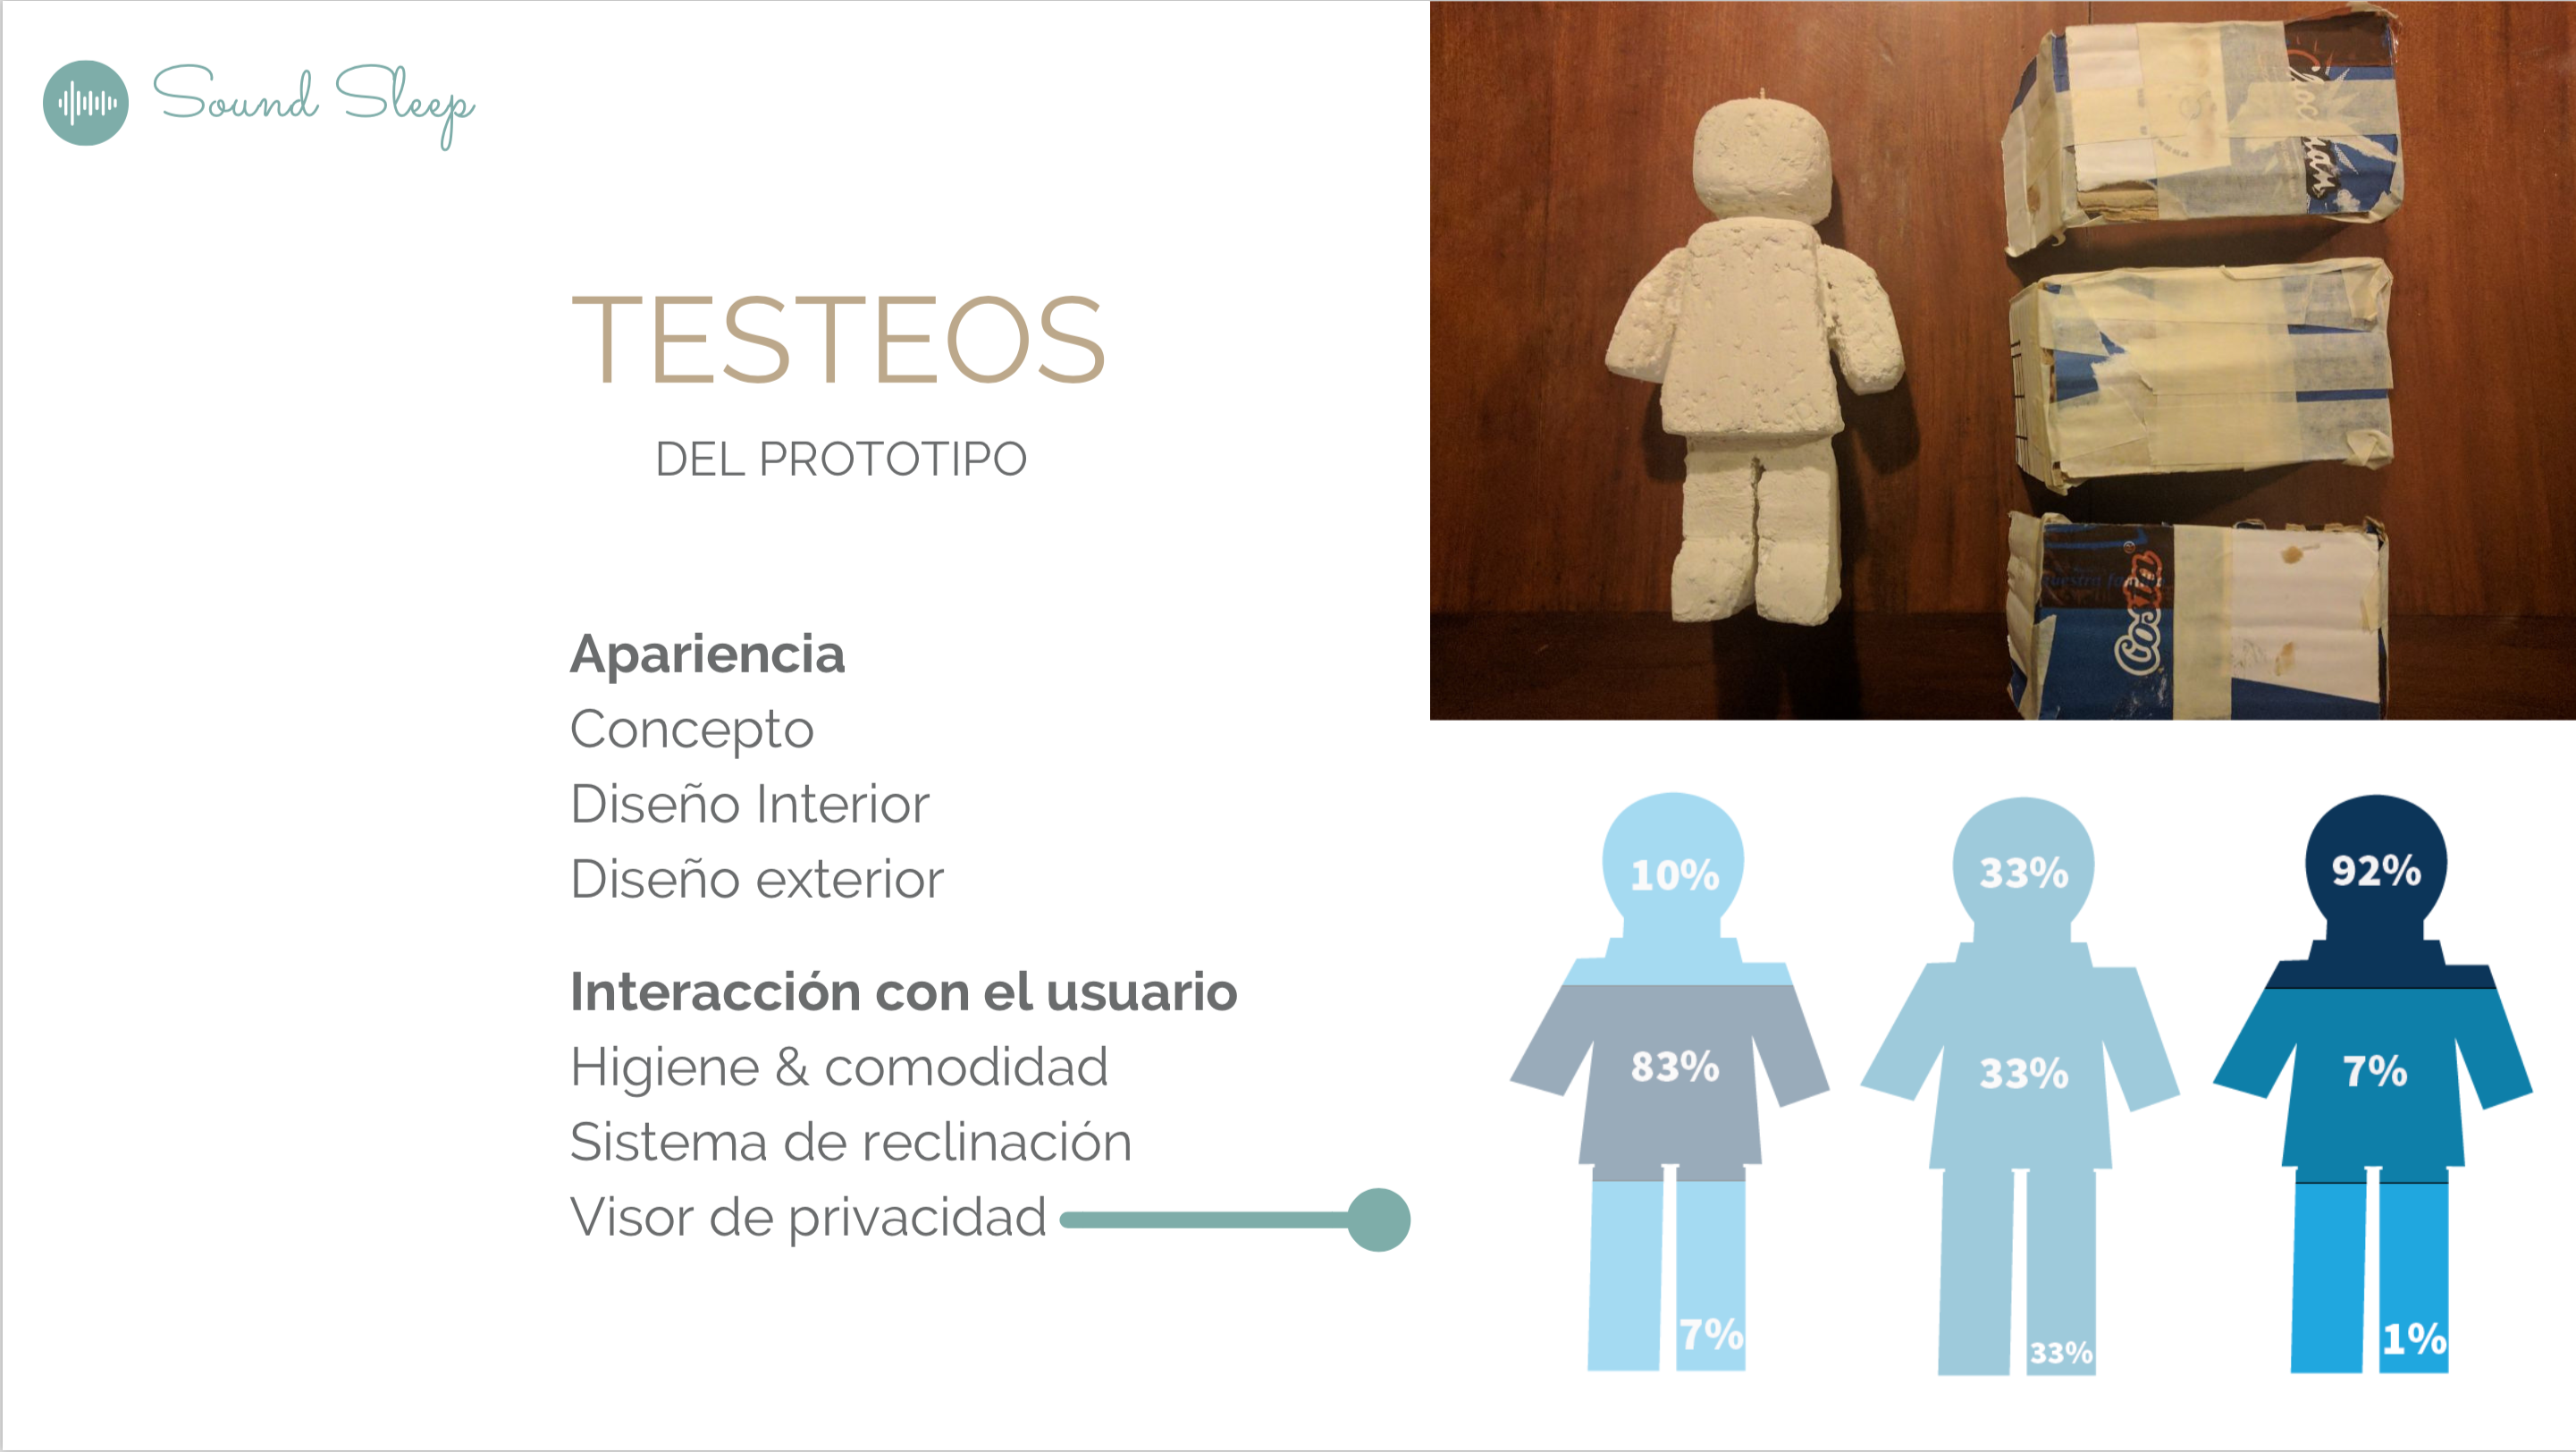 Sound Sleep
TESTEOS
DEL PROTOTIPO
Apariencia
Concepto
Diseño Interior
Diseño exterior
Interacción con el usuario
Higiene & comodidad
Sistema de reclinación
Visor de privacidad
10%
83%
7%
33%
33%
33%
92%
7%
1%